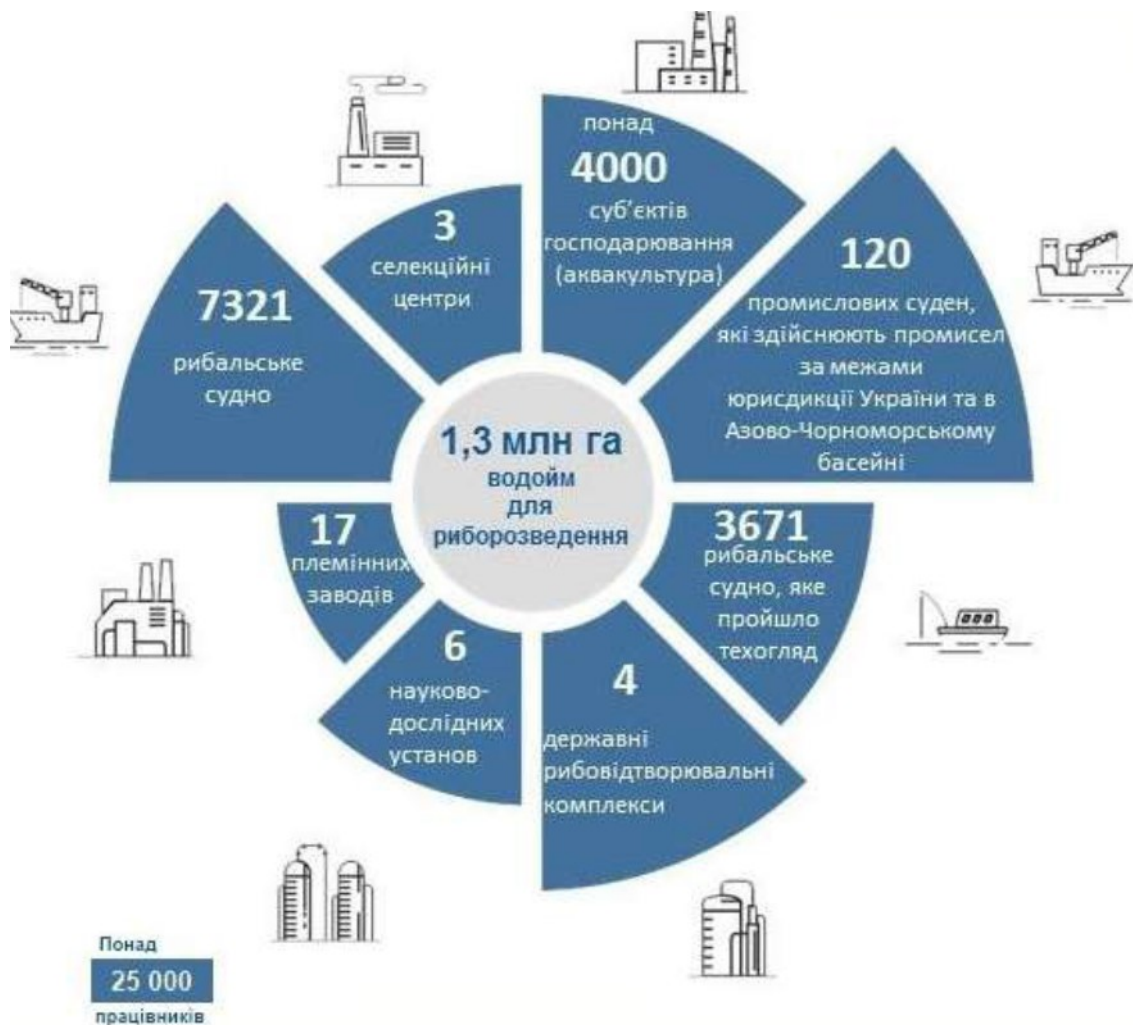 понад
4000
суб’єктів
господарювання
(аквакультура)
120
промислових суден,
які здійснюють промисел
за межами
юрисдикції України та в
Азово-Чорноморському
басейні
3671
рибальське
судно, яке
пройшло
техогляд
4
державні
рибовідтворювальні
комплекси
6
науково-
дослідних
установ
17
племінних
заводів
7321
рибальське
судно
3
селекційні
центри
1,3 млн га
водойм
для
риборозведення
Понад
25 000
працівників